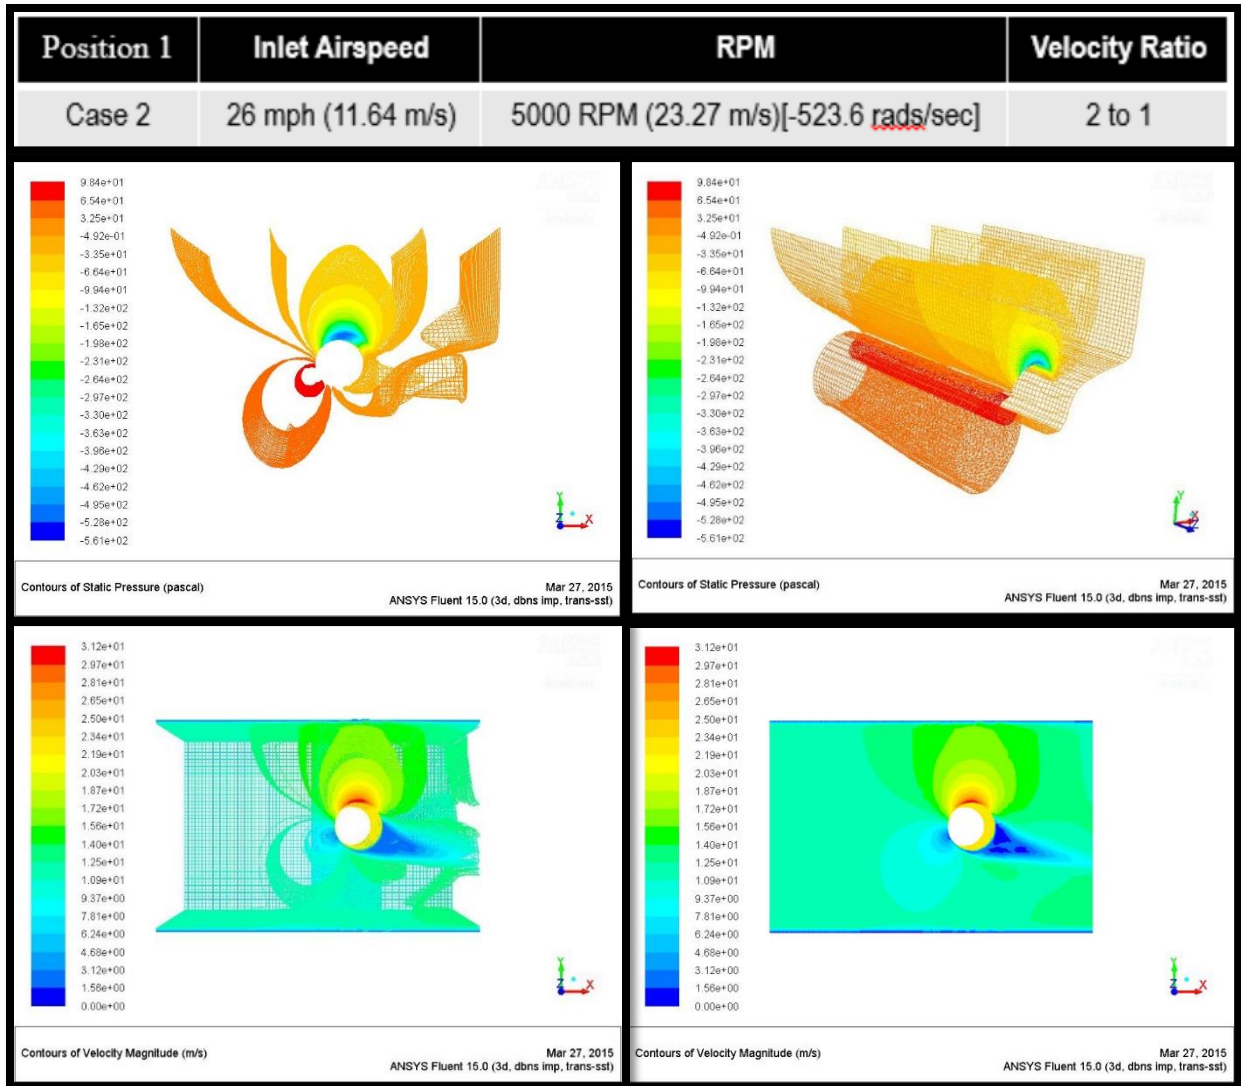 Position 1 Inlet Airspeed RPM Velocity Ratio
Case 2 26 mph (11.64 m/s) 5000 RPM (23.27 m/s)[-523.6 rads/sec] 2 to 1
9.84e+01
6.54e+01
3.25e+01
-4.92e-01
-3.35e+01
-6.64e+01
-9.94e+01
-1.32e+02
-1.65e+02
-1.98e+02
-2.31e+02
-2.64e+02
-2.97e+02
-3.30e+02
-3.63e+02
-3.96e+02
-4.29e+02
-4.62e+02
-4.95e+02
-5.28e+02
-5.61e+02
Y
Z X
Contours of Static Pressure (pascal) Mar 27, 2015
ANSYS Fluent 15.0 (3d, dbns imp, trans-sst)
9.84e+01
6.54e+01
3.25e+01
-4.92e-01
-3.35e+01
-6.64e+01
-9.94e+01
-1.32e+02
-1.65e+02
-1.98e+02
-2.31e+02
-2.64e+02
-2.97e+02
-3.30e+02
-3.63e+02
-3.96e+02
-4.29e+02
-4.62e+02
-4.95e+02
-5.28e+02
-5.61e+02
Y
X
Z
Contours of Static Pressure (pascal) Mar 27, 2015
ANSYS Fluent 15.0 (3d, dbns imp, trans-sst)
3.12e+01
2.97e+01
2.81e+01
2.65e+01
2.50e+01
2.34e+01
2.19e+01
2.03e+01
1.87e+01
1.72e+01
1.56e+01
1.40e+01
1.25e+01
1.09e+01
9.37e+00
7.81e+00
6.24e+00
4.68e+00
3.12e+00
1.56e+00
0.00e+00
Y
Z X
Contours of Velocity Magnitude (m/s) Mar 27, 2015
ANSYS Fluent 15.0 (3d, dbns imp, trans-sst)
3.12e+01
2.97e+01
2.81e+01
2.65e+01
2.50e+01
2.34e+01
2.19e+01
2.03e+01
1.87e+01
1.72e+01
1.56e+01
1.40e+01
1.25e+01
1.09e+01
9.37e+00
7.81e+00
6.24e+00
4.68e+00
3.12e+00
1.56e+00
0.00e+00
Y
Z X
Contours of Velocity Magnitude (m/s) Mar 27, 2015
ANSYS Fluent 15.0 (3d, dbns imp, trans-sst)